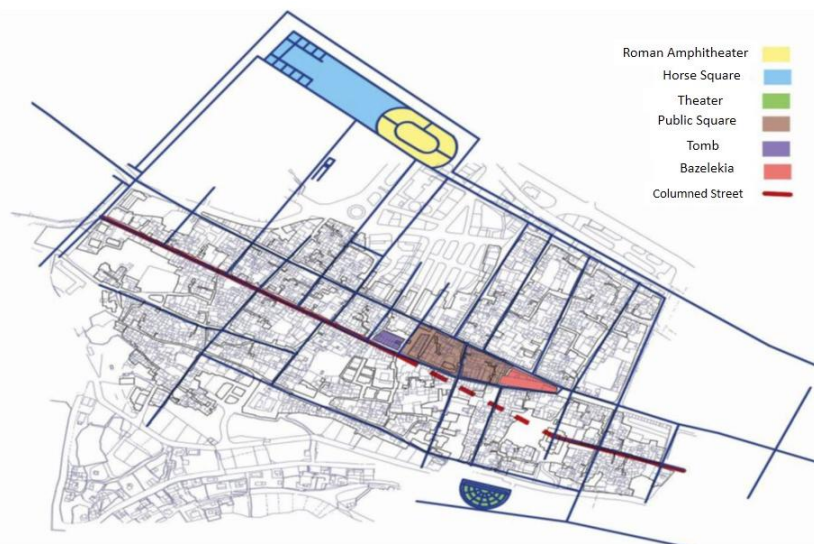 Roman Amphitheater
Horse Square
Theater
Public Square
Tomb
Bazelekia
Columned Street